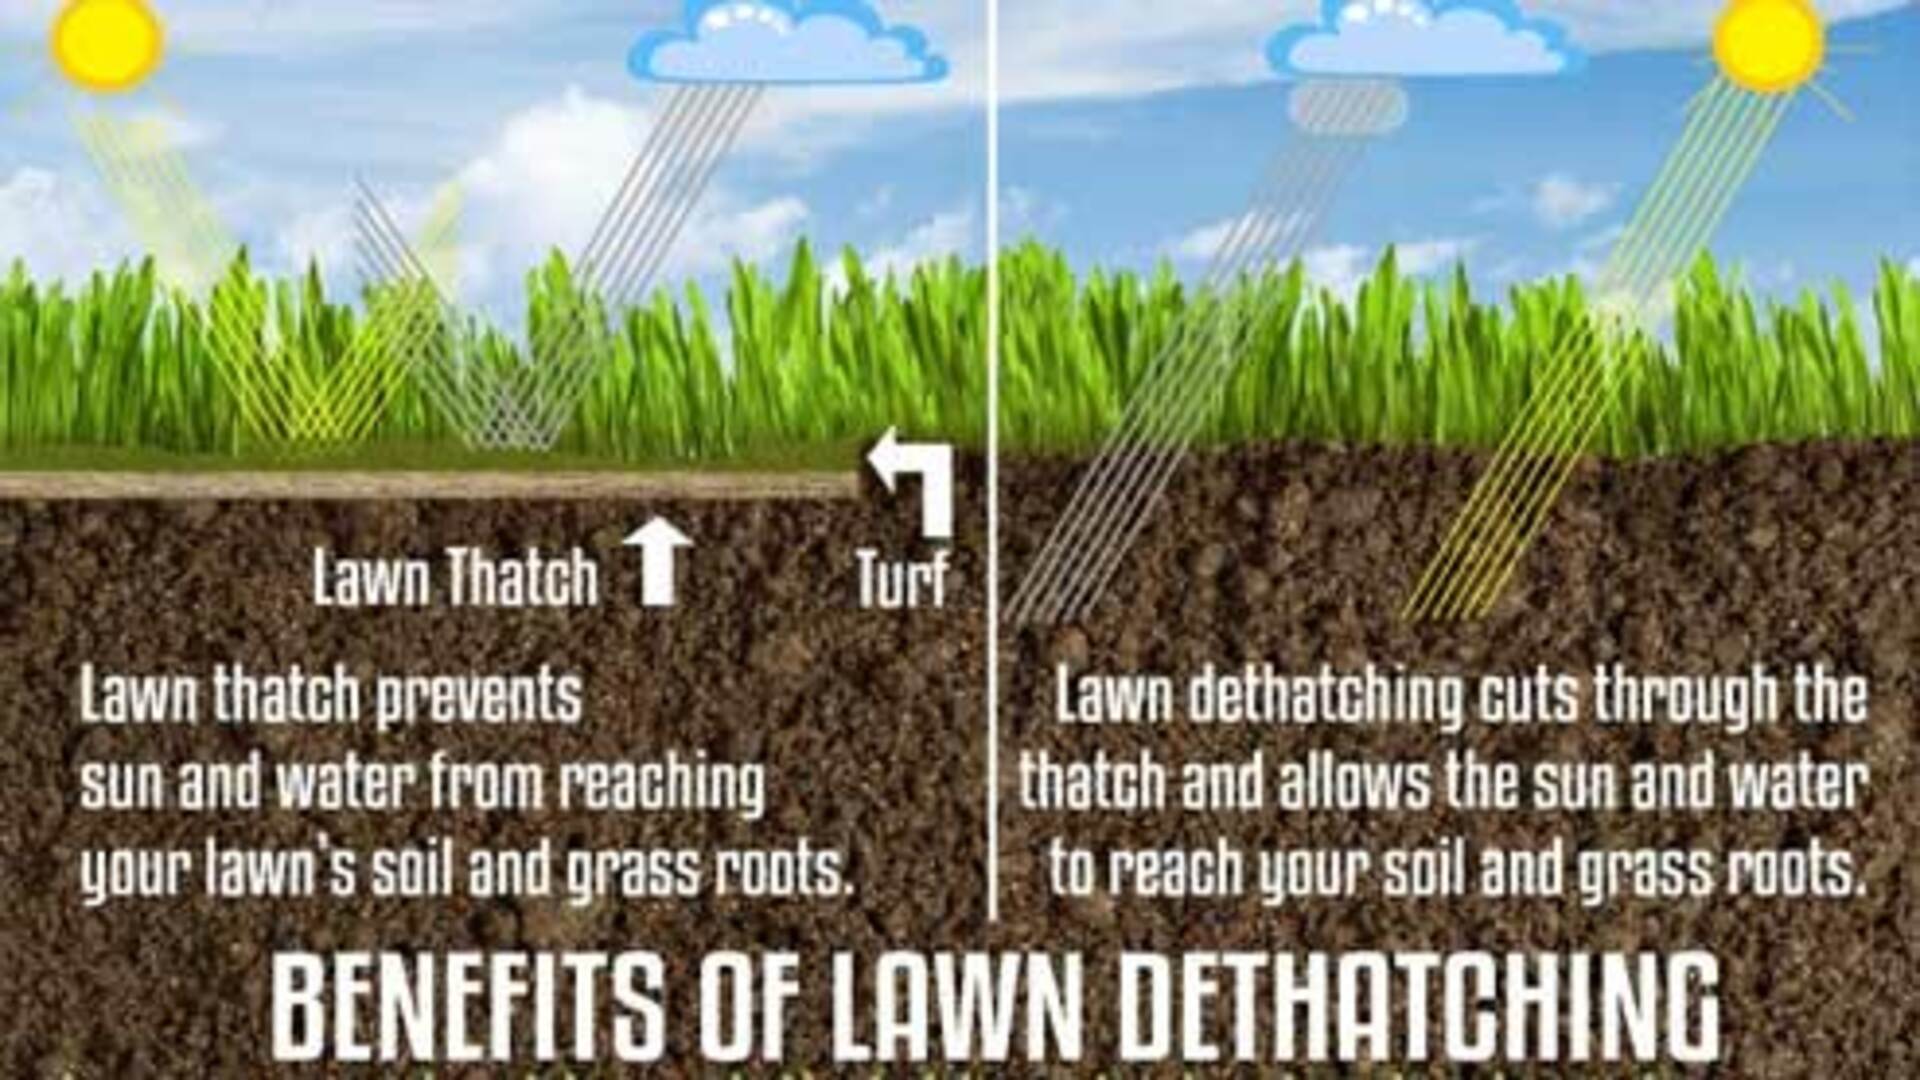 Lawn Thatch
Turf
Lawn thatch prevents
sun and water from reaching
your lawn's soil and grass roots.
Lawn dethatching cuts through the
thatch and allows the sun and water
to reach your soil and grass roots.
BENEFITS OF LAWN DETHATCHING